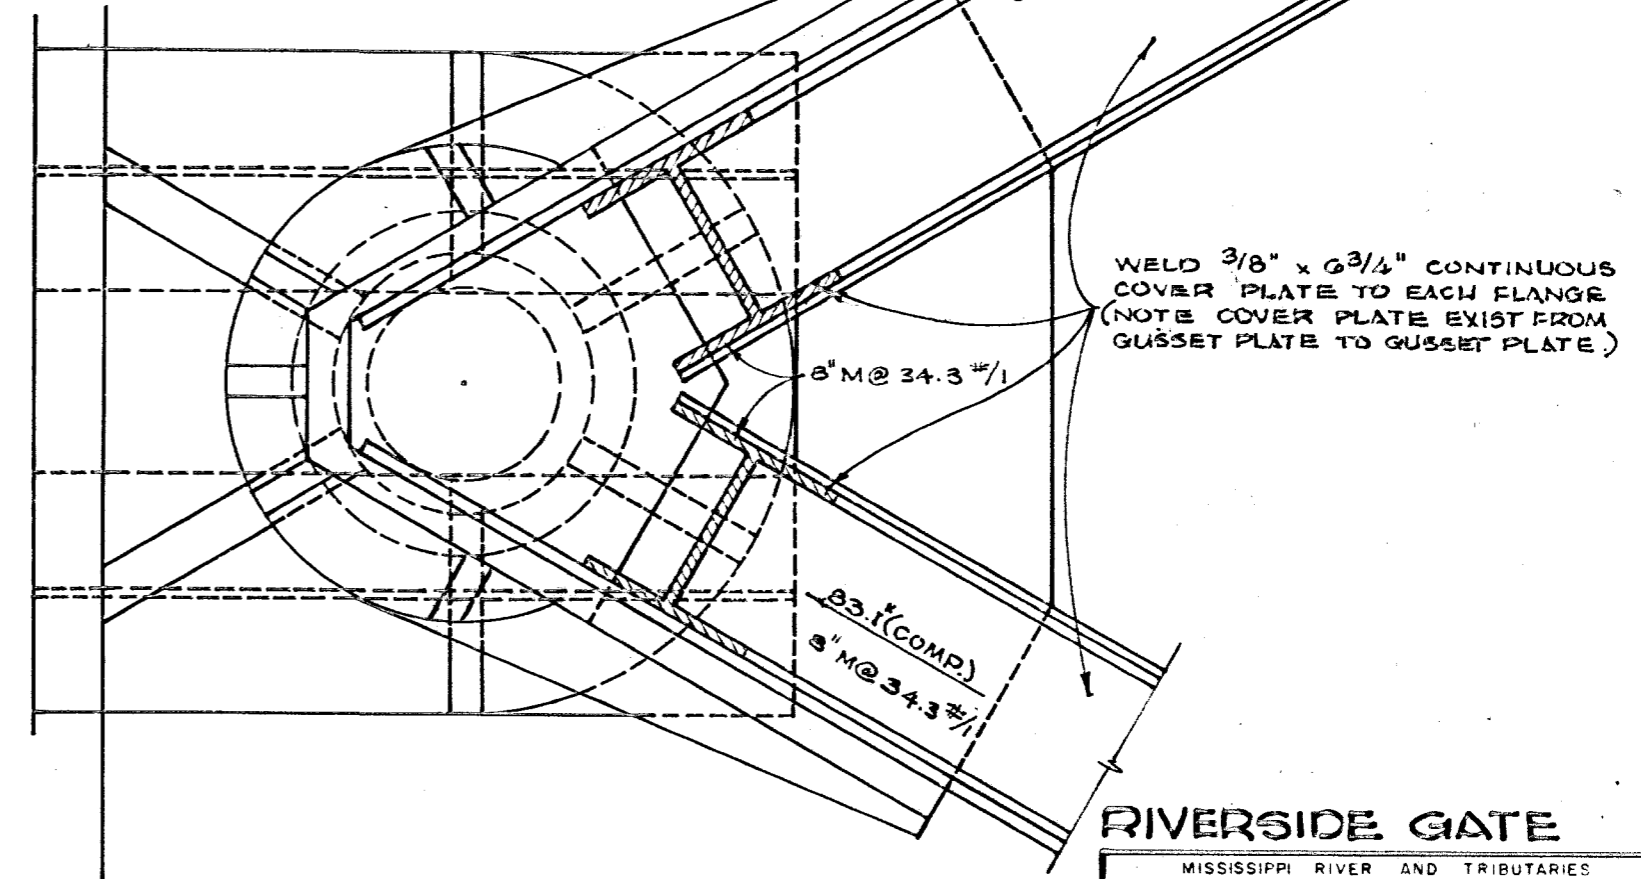 WELD 3/8" x 6 3/4" CONTINUOUS
COVER PLATE TO EACH FLANGE
(NOTE COVER PLATE EXIST FROM
GUSSET PLATE TO GUSSET PLATE.)
8" M @ 34.3 #/1
83.1K (COMP.)
8" M @ 34.3 #/1
RIVERSIDE GATE
MISSISSIPPI RIVER AND TRIBUTARIES